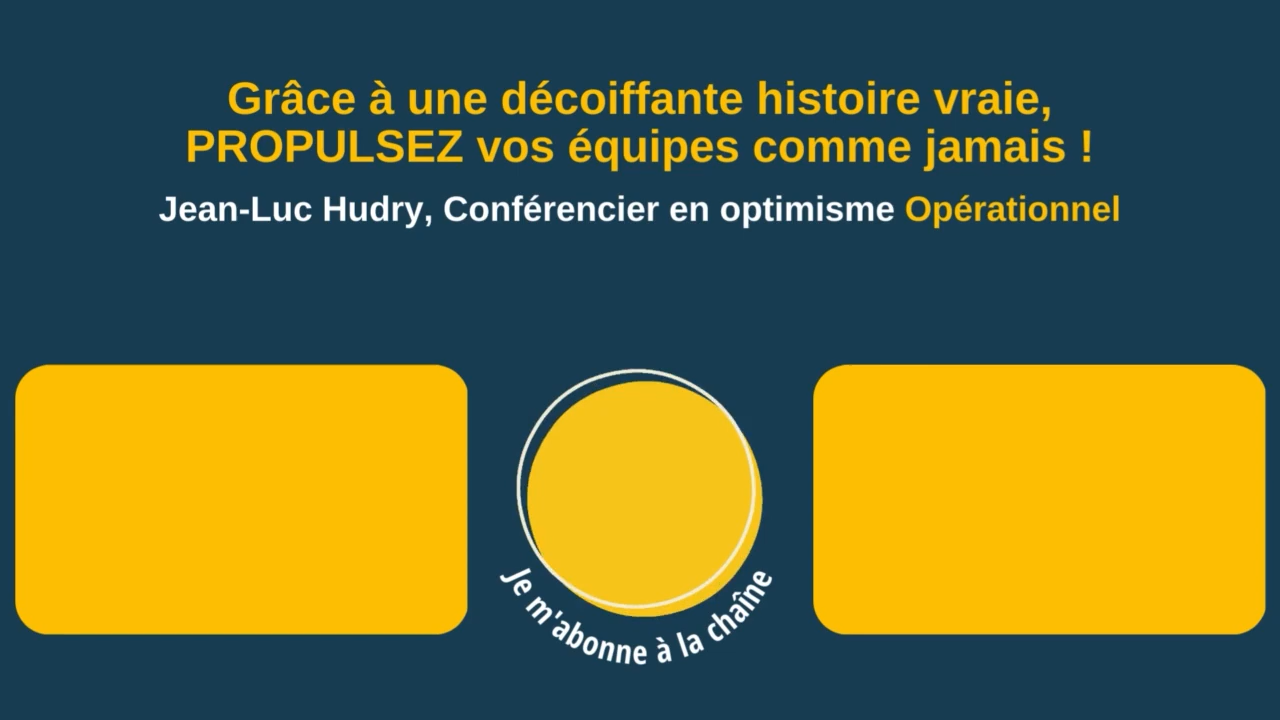 Grâce à une décoiffante histoire vraie,
PROPULSEZ vos équipes comme jamais !
Jean-Luc Hudry, Conférencier en optimisme Opérationnel
Je m'abonne à la chaîne